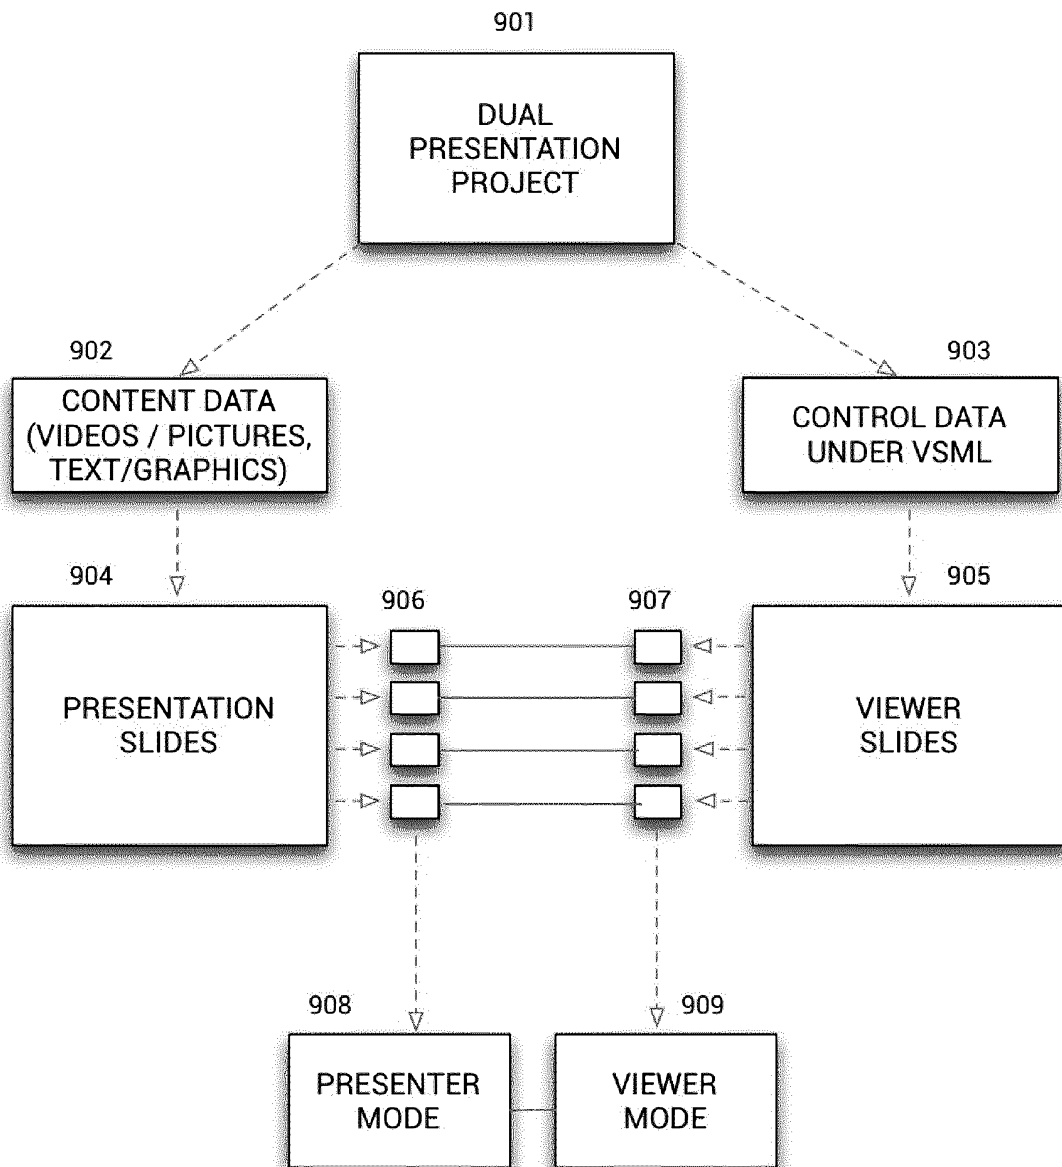 901
DUAL
PRESENTATION
PROJECT
902
903
CONTENT DATA
(VIDEOS / PICTURES,
TEXT/GRAPHICS)
CONTROL DATA
UNDER VSML
904
905
906
907
PRESENTATION
SLIDES
VIEWER
SLIDES
908
909
PRESENTER
MODE
VIEWER
MODE